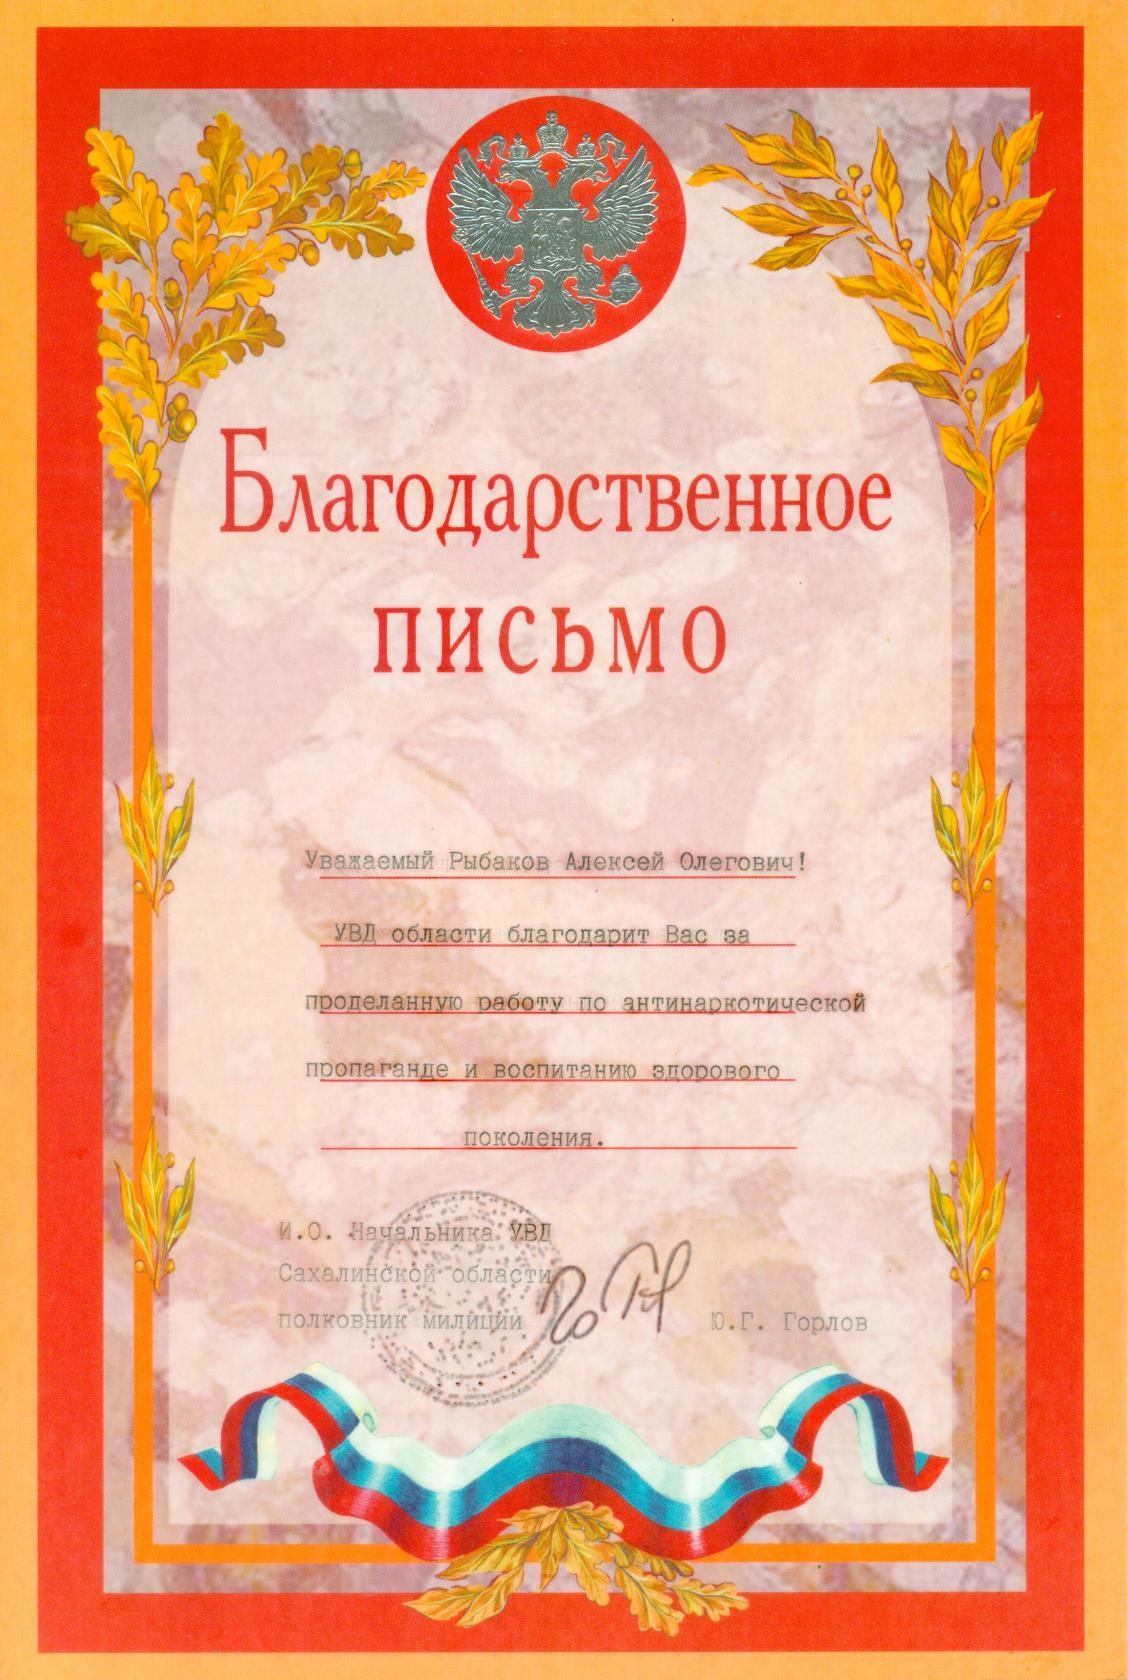 Благодарственное
письмо
Уважаемый Рыбаков Алексей Олегович!
УВД области благодарит Вас за
проделанную работу по антинаркотической
пропаганде и воспитанию здорового
поколения.
И.О. Начальника УВД
Сахалинской области
полковник милиции Ю.Г. Горлов